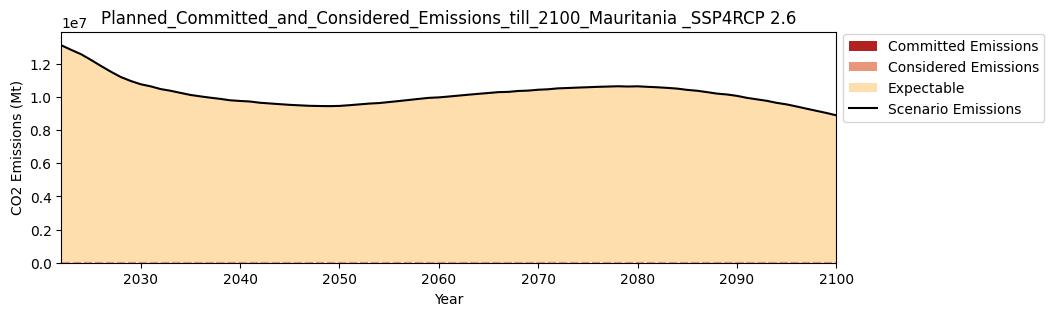 Planned_Committed_and_Considered_Emissions_till_2100_Mauritania _SSP4RCP 2.6
1e7
CO2 Emissions (Mt)
1.2
1.0
0.8
0.6
0.4
0.2
0.0
2030 2040 2050 2060 2070 2080 2090 2100
Year
Committed Emissions
Considered Emissions
Expectable
Scenario Emissions